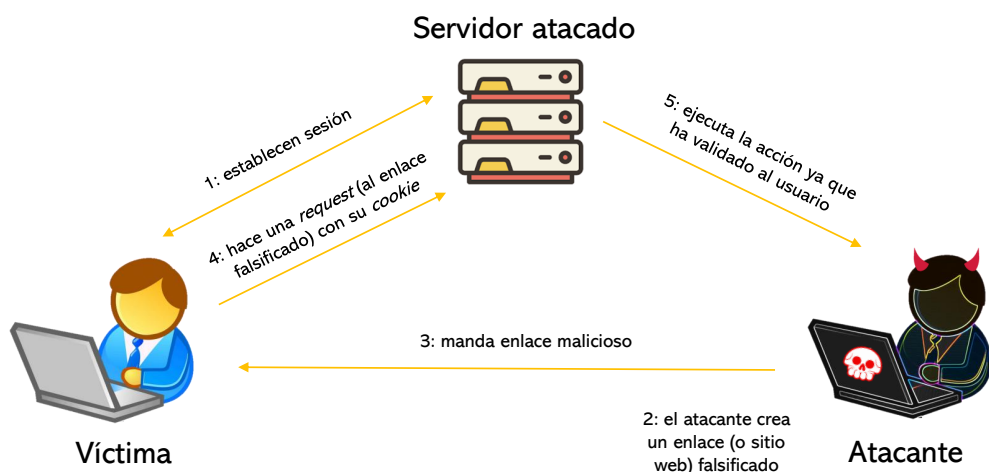 Servidor atacado
1: establecen sesión
4: hace una request (al enlace
falsificado) con su cookie
5: ejecuta la acción ya que
ha validado al usuario
3: manda enlace malicioso
2: el atacante crea
un enlace (o sitio
web) falsificado
Víctima
Atacante